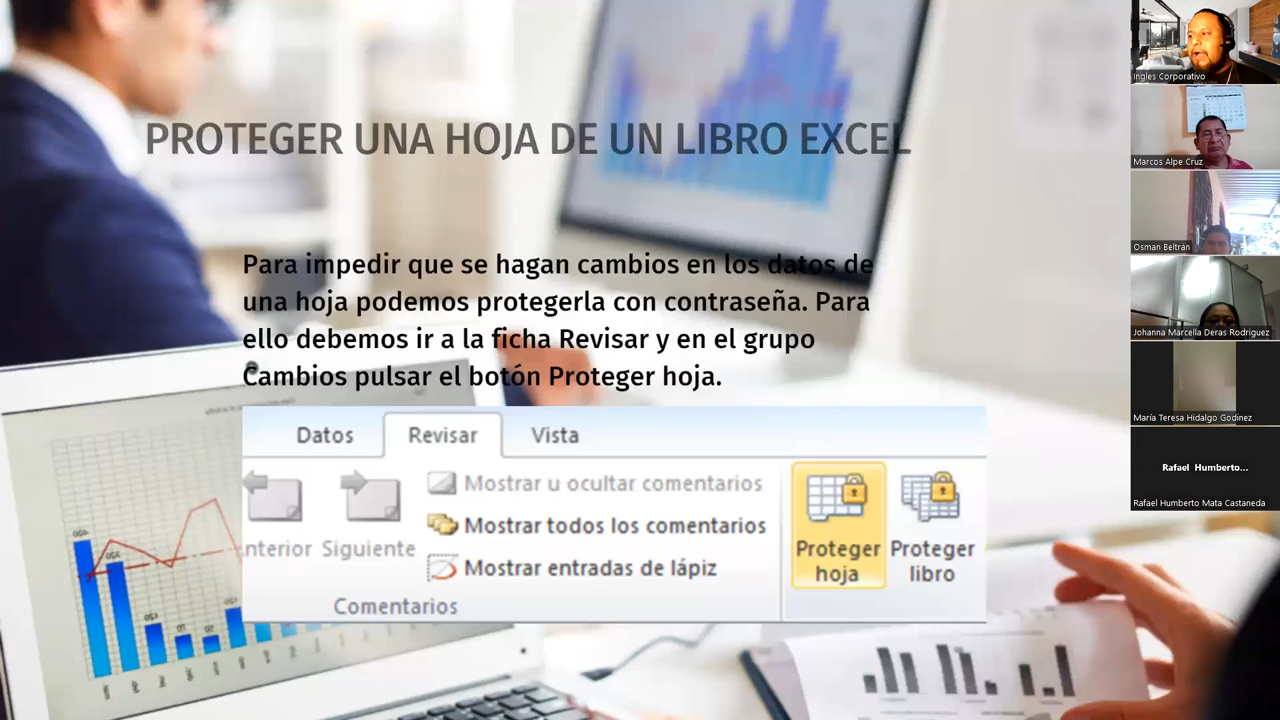 PROTEGER UNA HOJA DE UN LIBRO EXCEL
Para impedir que se hagan cambios en los datos de
una hoja podemos protegerla con contraseña. Para
ello debemos ir a la ficha Revisar y en el grupo
Cambios pulsar el botón Proteger hoja.
Datos Revisar Vista
Mostrar u ocultar comentarios
Mostrar todos los comentarios
Mostrar entradas de lápiz
nterior Siguiente
Comentarios
Proteger
hoja
Proteger
libro
Ingles Corporativo
Marcos Alpe Cruz
Osman Beltrán
Johanna Marcella Deras Rodriguez
María Teresa Hidalgo Godinez
Rafael Humberto...
Rafael Humberto Mata Castaneda